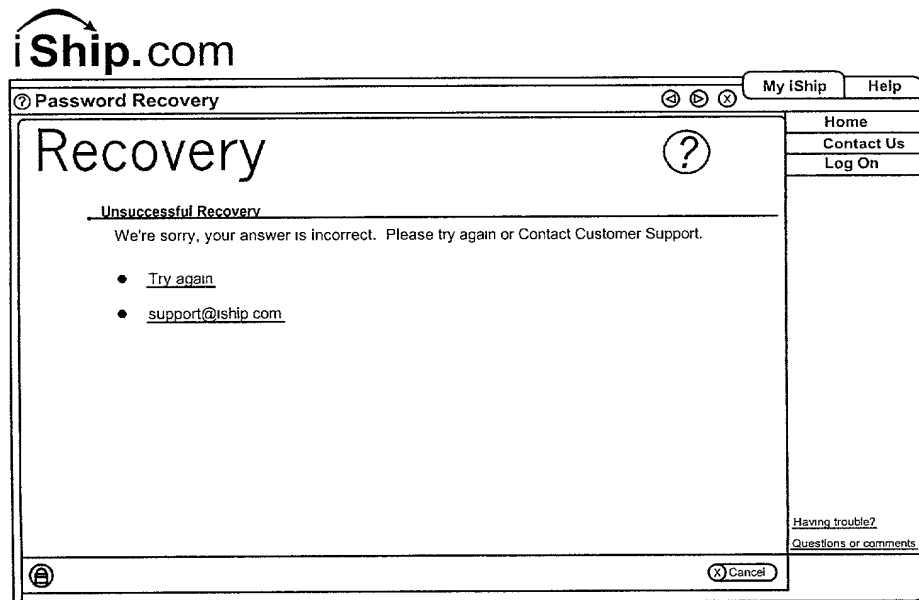 iShip.com
My iShip Help
? Password Recovery X
Home
Contact Us
Log On
Recovery ?
Unsuccessful Recovery
We're sorry, your answer is incorrect. Please try again or Contact Customer Support.
Try again
support@iship com
Having trouble?
Questions or comments
X Cancel